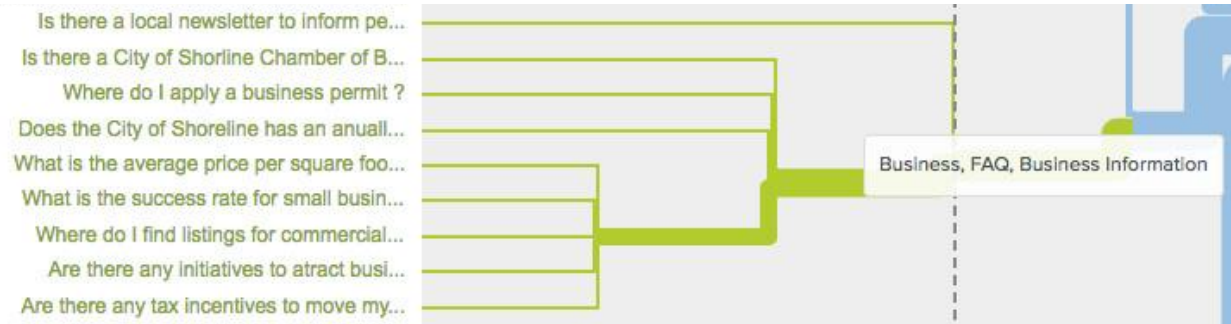 Is there a local newsletter to inform pe...
Is there a City of Shorline Chamber of B...
Where do I apply a business permit ?
Does the City of Shoreline has an anuall...
What is the average price per square foo...
What is the success rate for small busin...
Where do I find listings for commercial...
Are there any initiatives to atract busi...
Are there any tax incentives to move my...
Business, FAQ, Business Information